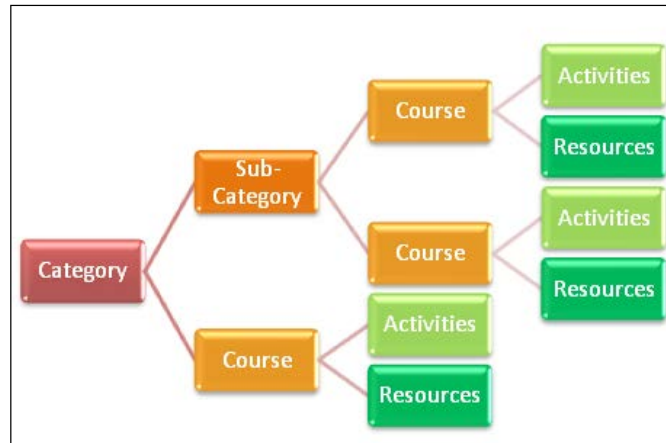 Category
Sub-
Category
Course
Activities
Resources
Course
Activities
Resources
Course
Activities
Resources